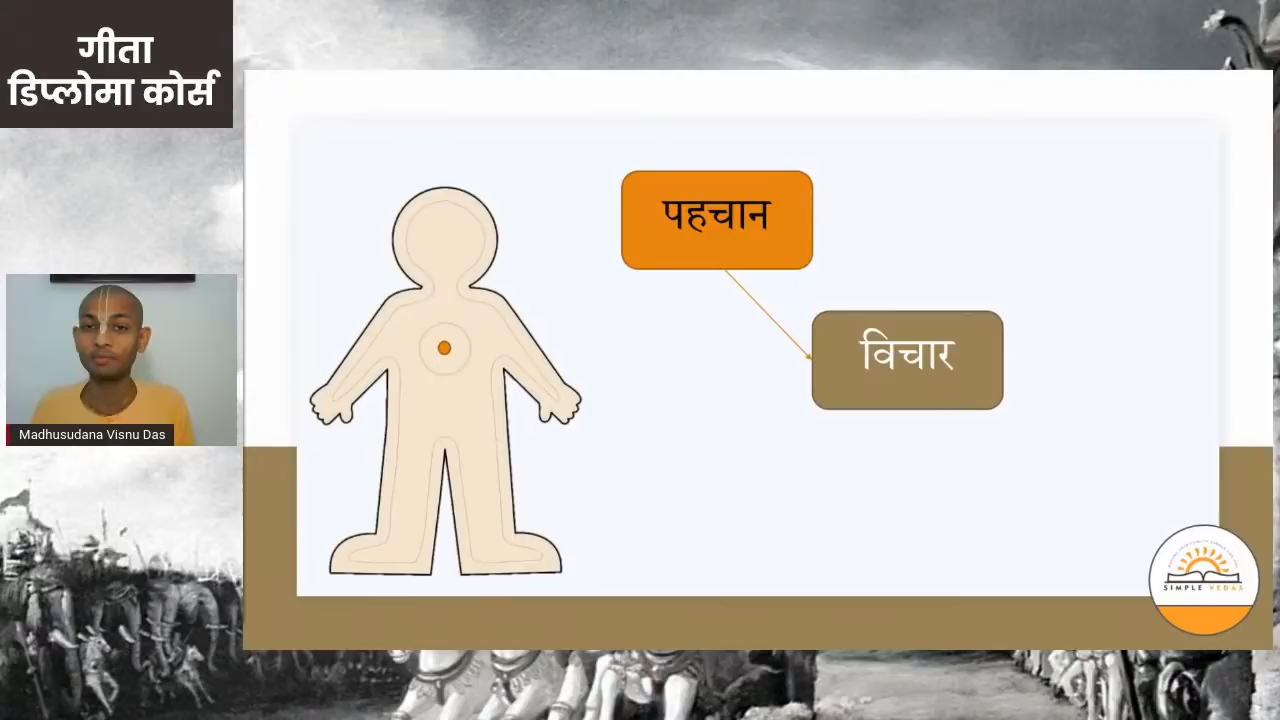 गीता
डिप्लोमा कोर्स
पहचान
विचार
Madhusudana Visnu Das
SIMPLE VEDAS